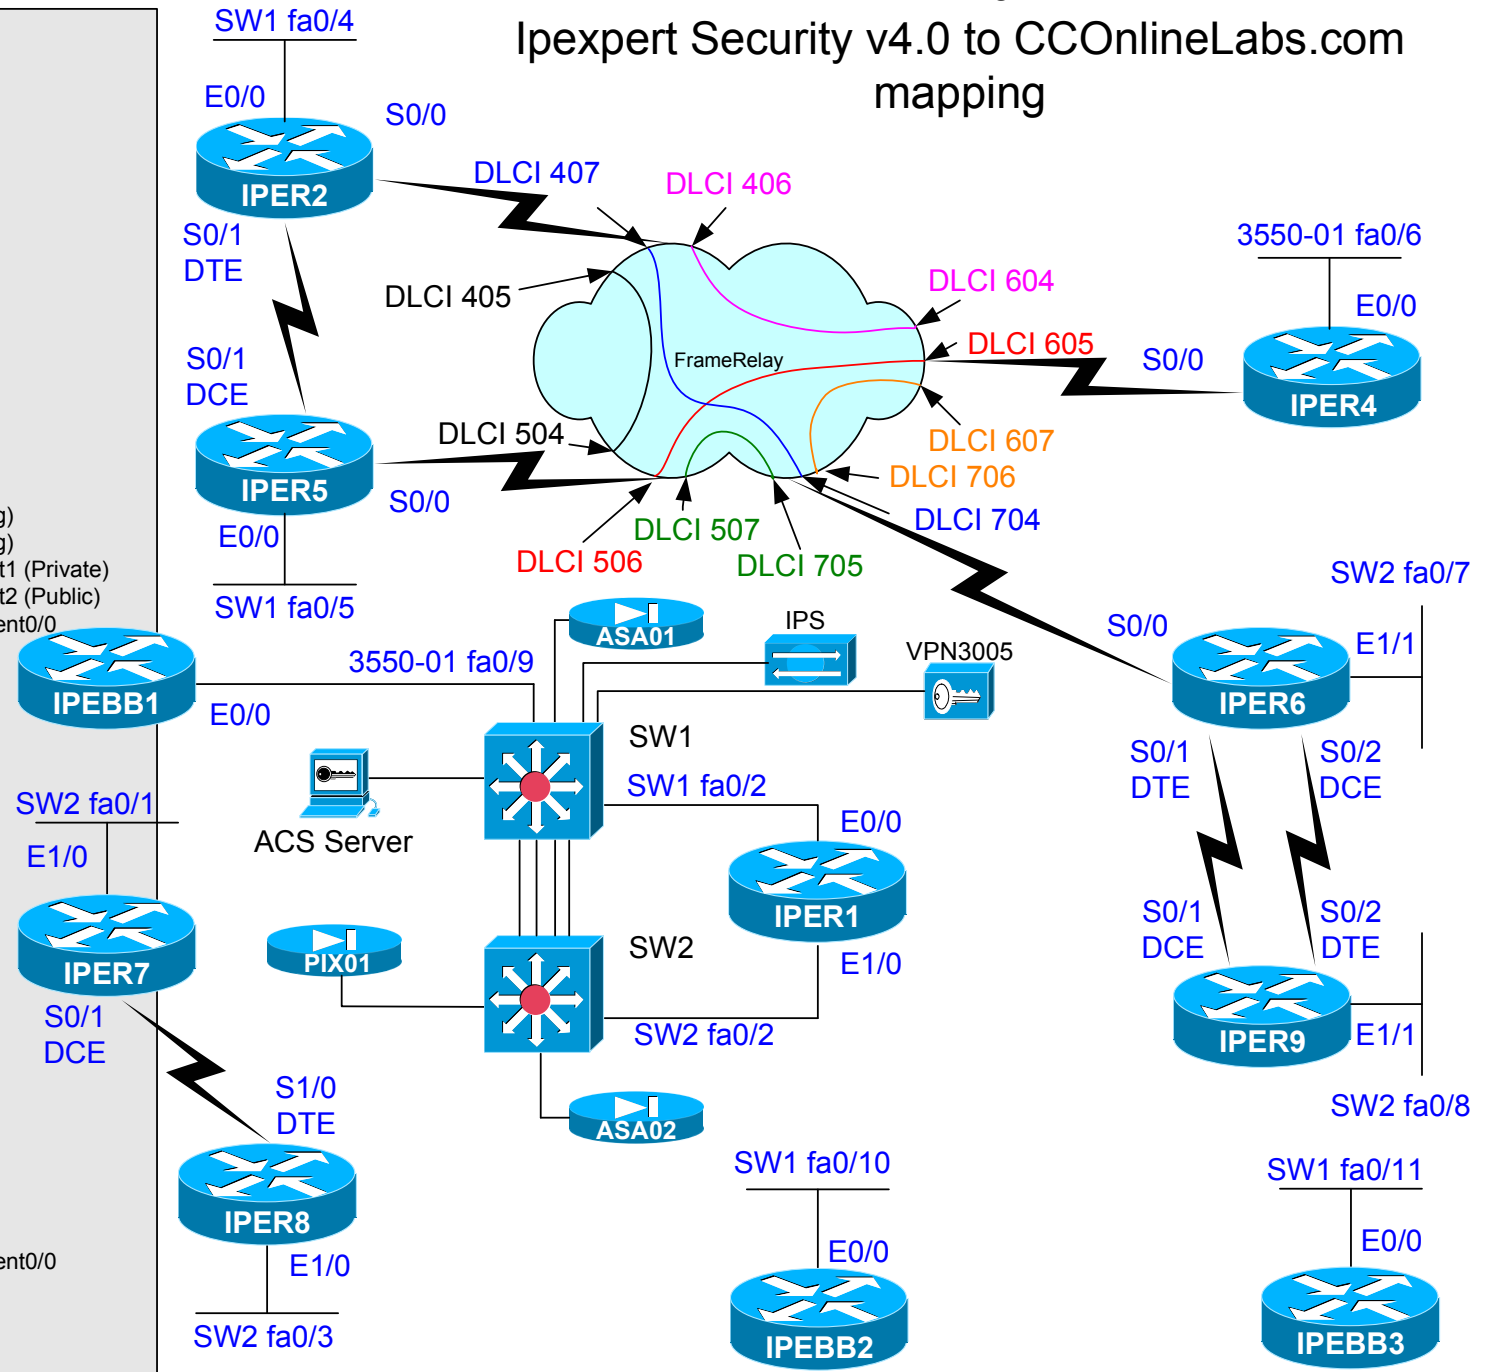 Ipexpert Security v4.0 to CCOnlineLabs.com
mapping
SW1 fa0/4
E0/0
S0/0
IPER2
DLCI 407
DLCI 406
S0/1
DTE
3550-01 fa0/6
DLCI 405
DLCI 604
E0/0
S0/1
DCE
FrameRelay
DLCI 605
S0/0
IPER4
DLCI 504
DLCI 607
DLCI 706
IPER5
S0/0
DLCI 507
DLCI 704
E0/0
DLCI 506
DLCI 705
g)
g)
t1 (Private)
t2 (Public)
ent0/0
SW1 fa0/5
SW2 fa0/7
ASA01
IPS
S0/0
E1/1
3550-01 fa0/9
VPN3005
IPEBB1
E0/0
IPER6
SW1
SW1 fa0/2
S0/1
DTE
S0/2
DCE
SW2 fa0/1
ACS Server
E0/0
E1/0
IPER1
S0/1
DCE
S0/2
DTE
PIX01
SW2
E1/0
IPER7
S0/1
DCE
SW2 fa0/2
IPER9
E1/1
S1/0
DTE
ASA02
SW2 fa0/8
SW1 fa0/10
SW1 fa0/11
IPER8
E1/0
E0/0
E0/0
ent0/0
SW2 fa0/3
IPEBB2
IPEBB3